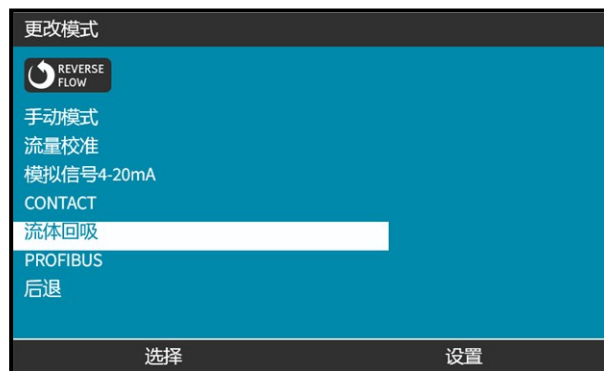 更改模式
REVERSE
FLOW
手动模式
流量校准
模拟信号4-20mA
CONTACT
流体回吸
PROFIBUS
后退
选择 设置